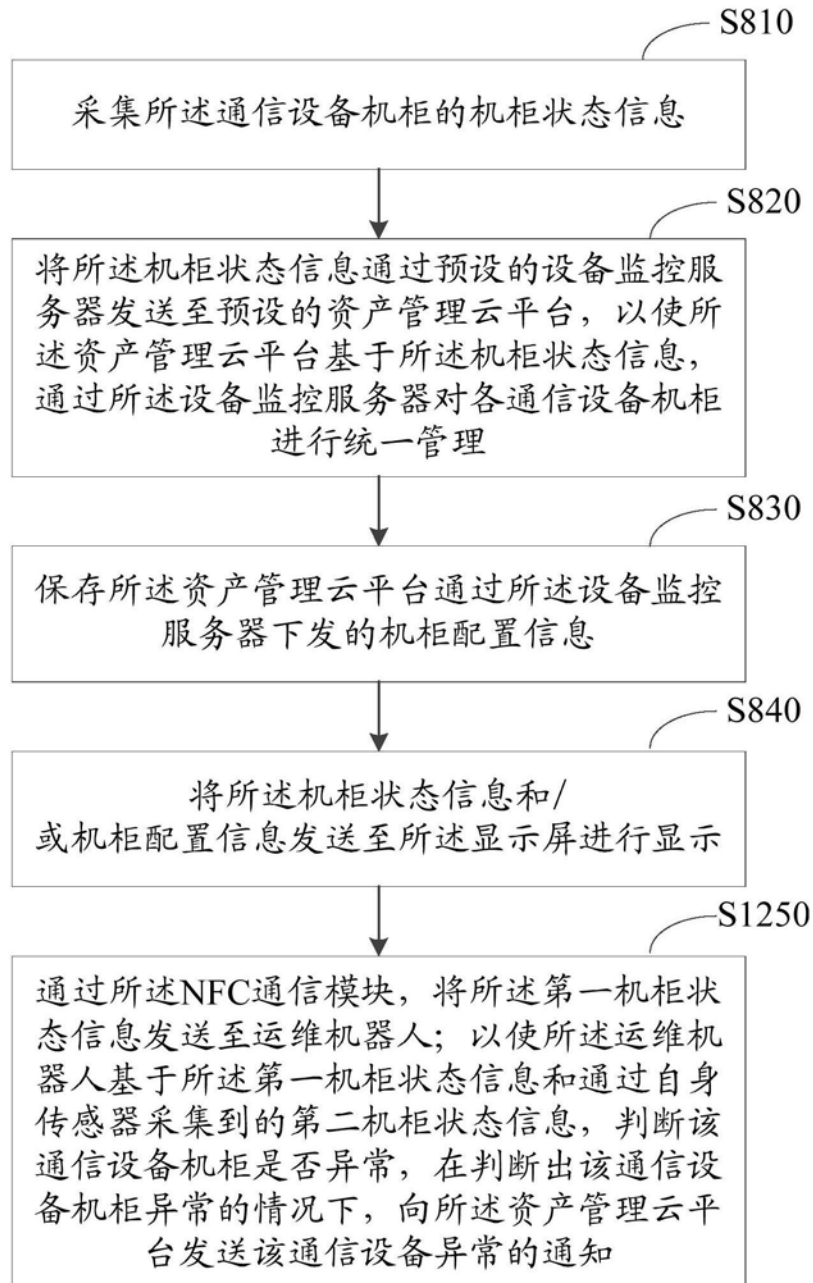 S810
采集所述通信设备机柜的机柜状态信息
S820
将所述机柜状态信息通过预设的设备监控服
务器发送至预设的资产管理云平台，以使所
述资产管理云平台基于所述机柜状态信息，
通过所述设备监控服务器对各通信设备机柜
进行统一管理
S830
保存所述资产管理云平台通过所述设备监控
服务器下发的机柜配置信息
S840
将所述机柜状态信息和/
或机柜配置信息发送至所述显示屏进行显示
S1250
通过所述NFC通信模块，将所述第一机柜状
态信息发送至运维机器人；以使所述运维机
器人基于所述第一机柜状态信息和通过自身
传感器采集到的第二机柜状态信息，判断该
通信设备机柜是否异常，在判断出该通信设
备机柜异常的情况下，向所述资产管理云平
台发送该通信设备异常的通知